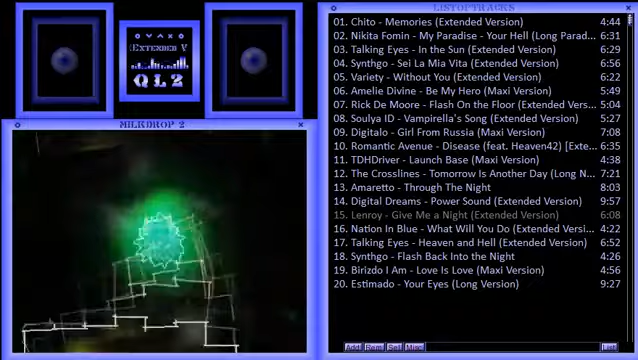 Extended V
QL2
MILKDROP 2
LISTOFTRACKS
01. Chito - Memories (Extended Version) 4:44
02. Nikita Fomin - My Paradise - Your Hell (Long Parad... 6:31
03. Talking Eyes - In the Sun (Extended Version) 6:29
04. Synthgo - Sei La Mia Vita (Extended Version) 6:56
05. Variety - Without You (Extended Version) 6:22
06. Amelie Divine - Be My Hero (Maxi Version) 5:49
07. Rick De Moore - Flash On the Floor (Extended Vers... 5:04
08. Soulya ID - Vampirella's Song (Extended Version) 5:27
09. Digitalo - Girl From Russia (Maxi Version) 7:08
10. Romantic Avenue - Disease (feat. Heaven42) [Exte... 6:35
11. TDHDriver - Launch Base (Maxi Version) 4:38
12. The Crosslines - Tomorrow Is Another Day (Long N... 7:21
13. Amaretto - Through The Night 8:03
14. Digital Dreams - Power Sound (Extended Version) 9:57
15. Lenroy - Give Me a Night (Extended Version) 6:08
16. Nation In Blue - What Will You Do (Extended Versi... 4:22
17. Talking Eyes - Heaven and Hell (Extended Version) 6:52
18. Synthgo - Flash Back Into the Night 4:26
19. Birizdo I Am - Love Is Love (Maxi Version) 4:56
20. Estimado - Your Eyes (Long Version) 9:27
Add Rem Sel Misc List